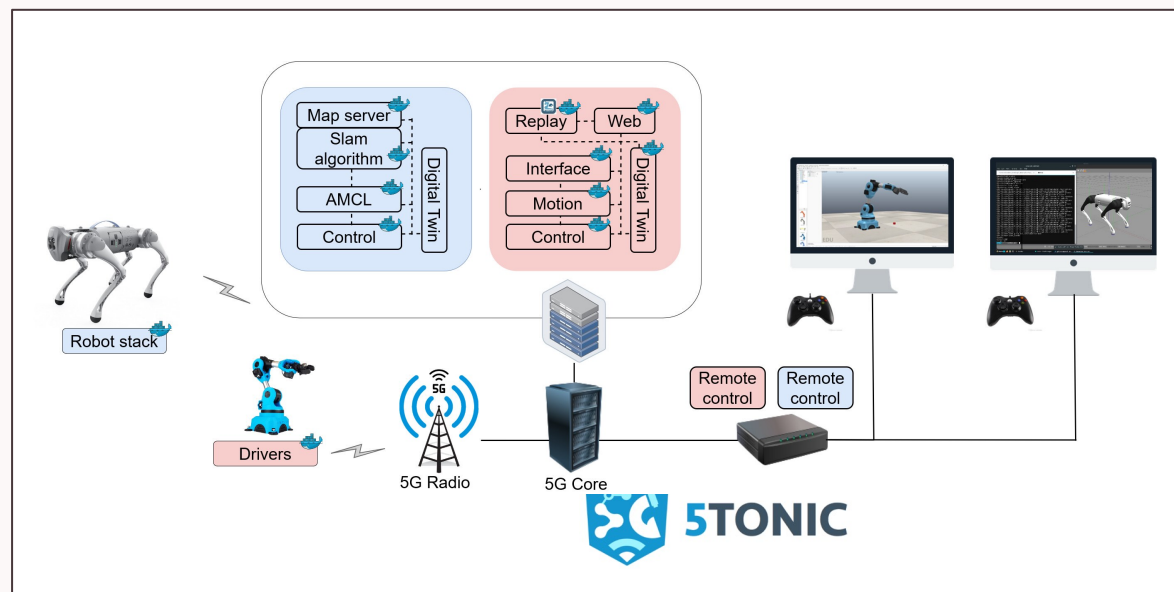 Map server
Slam
algorithm
AMCL
Control
Digital Twin
Replay
Web
Interface
Motion
Control
Digital Twin
Robot stack
Drivers
5G
5G Radio
5G Core
Remote
control
Remote
control
5TONIC